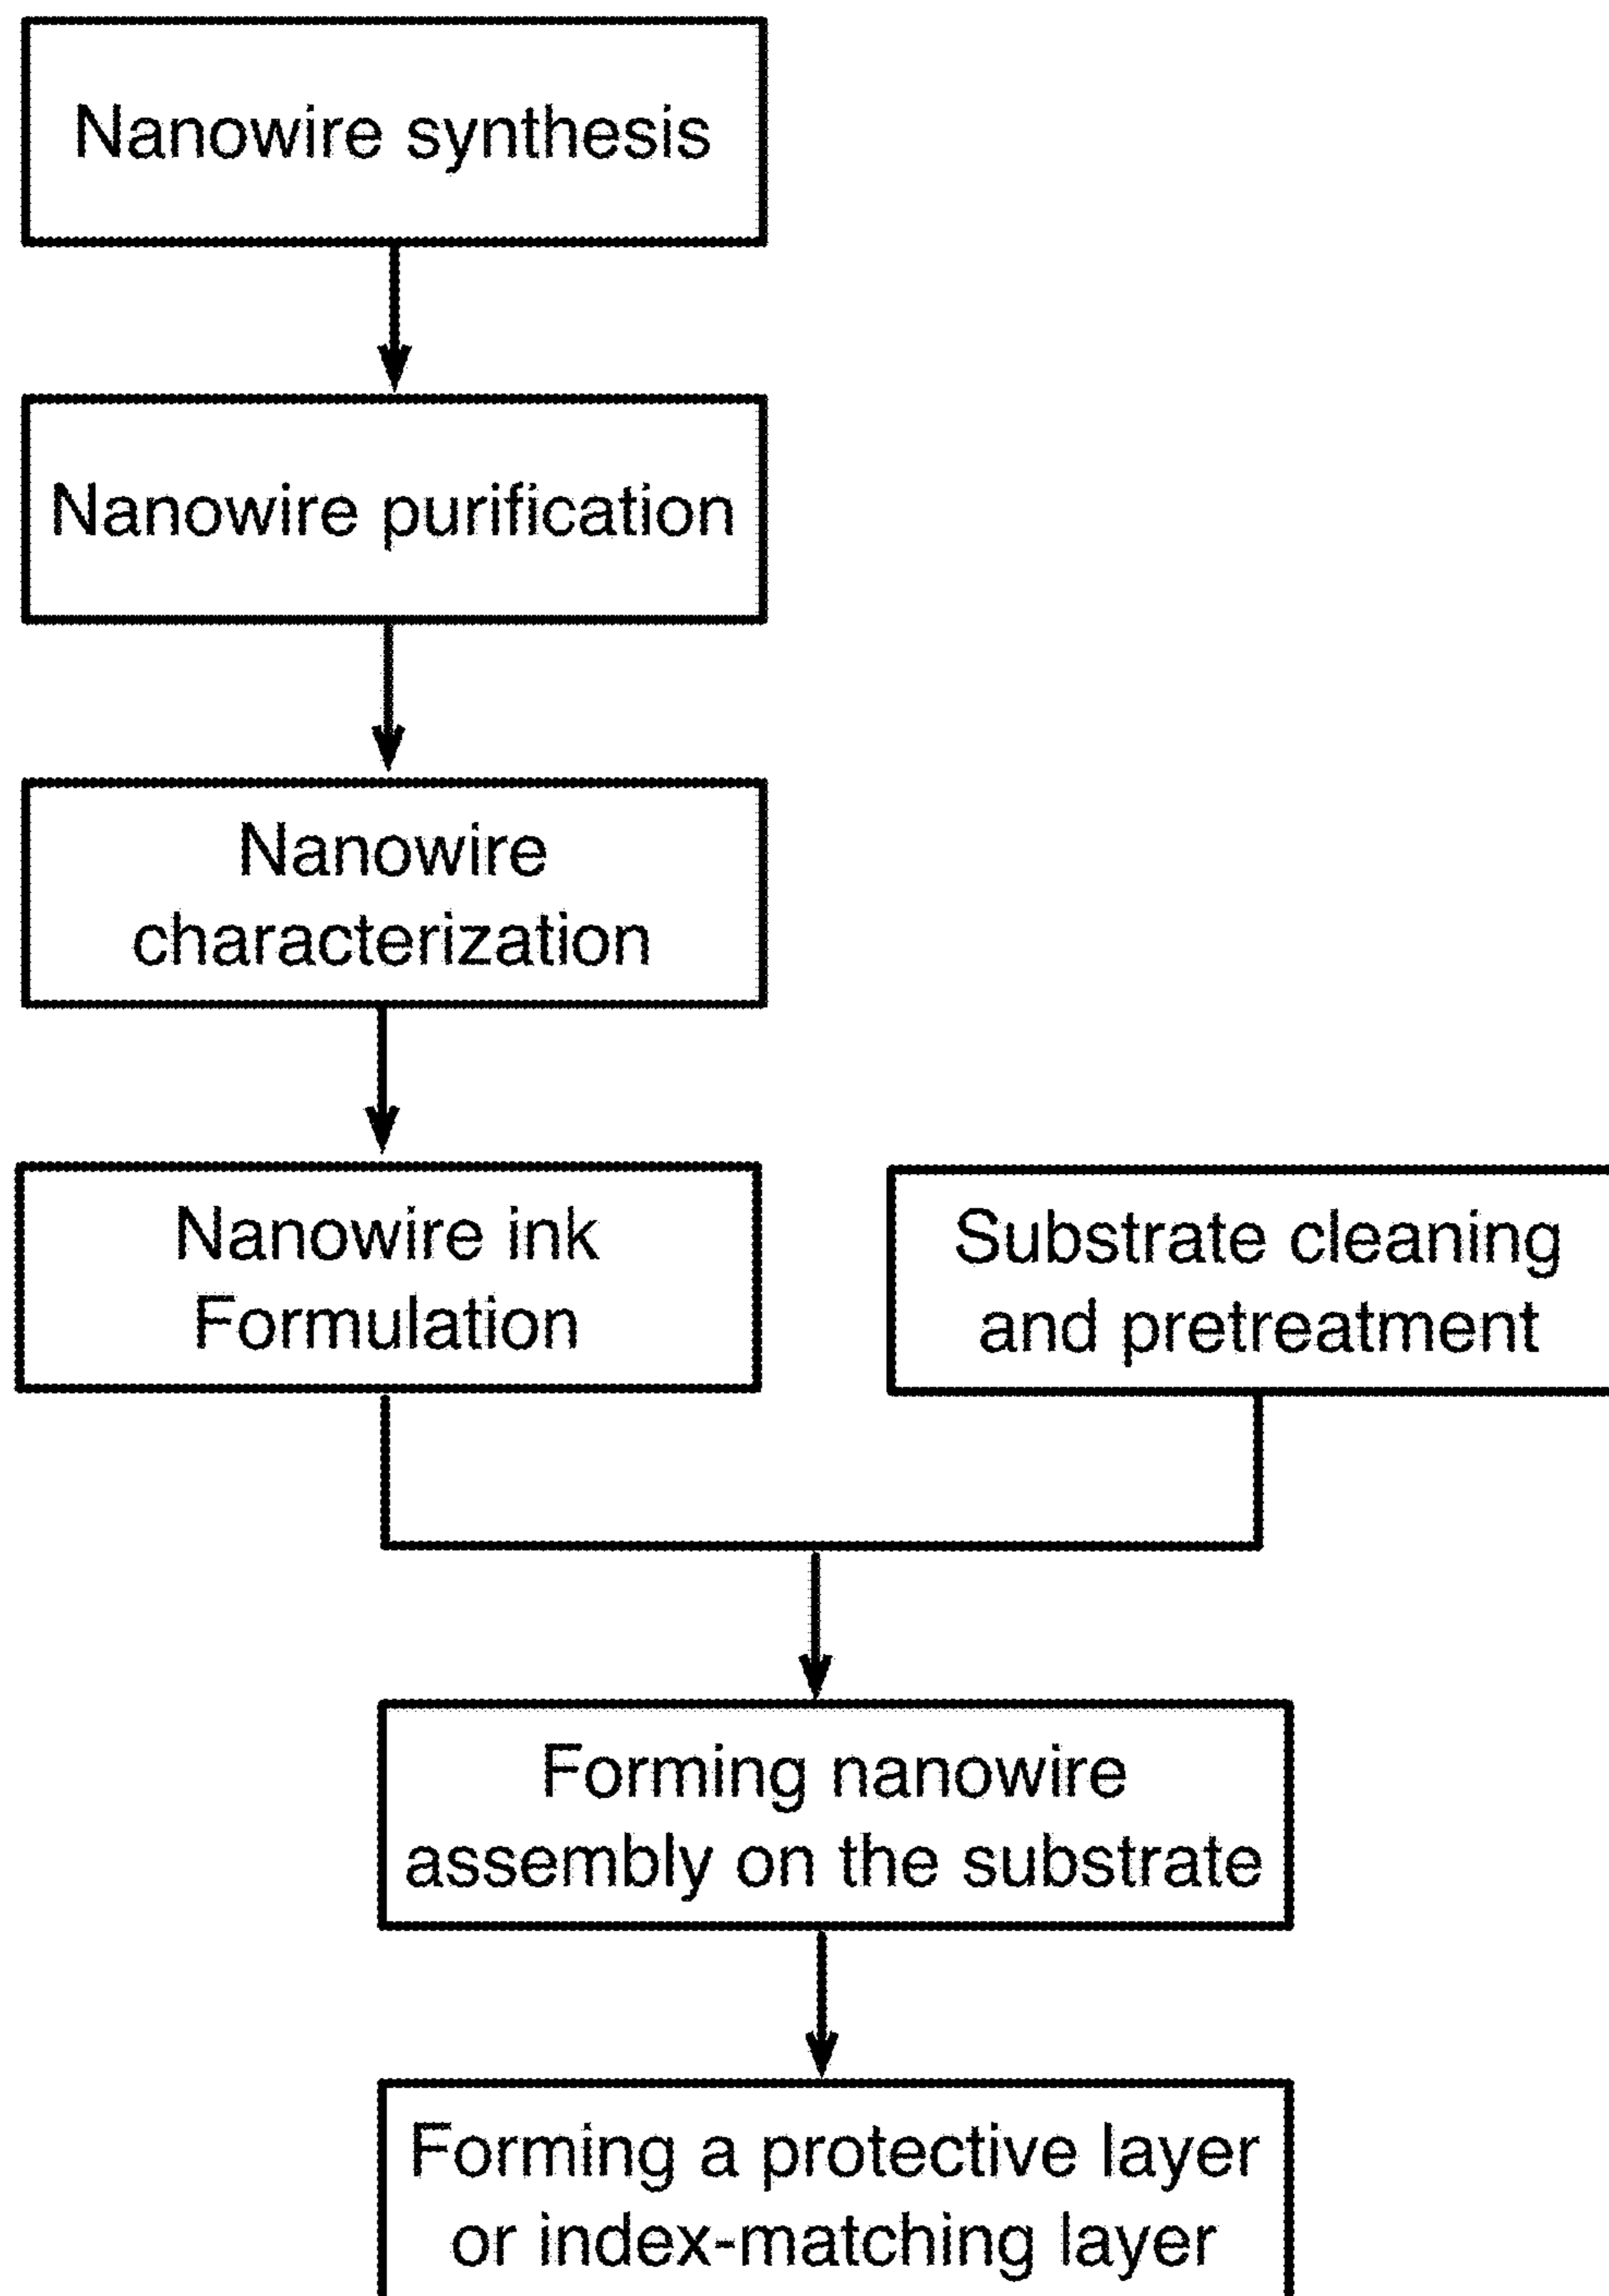 Nanowire synthesis
Nanowire purification
Nanowire
characterization
Nanowire ink
Formulation
Substrate cleaning
and pretreatment
Forming nanowire
assembly on the substrate
Forming a protective layer
or index-matching layer